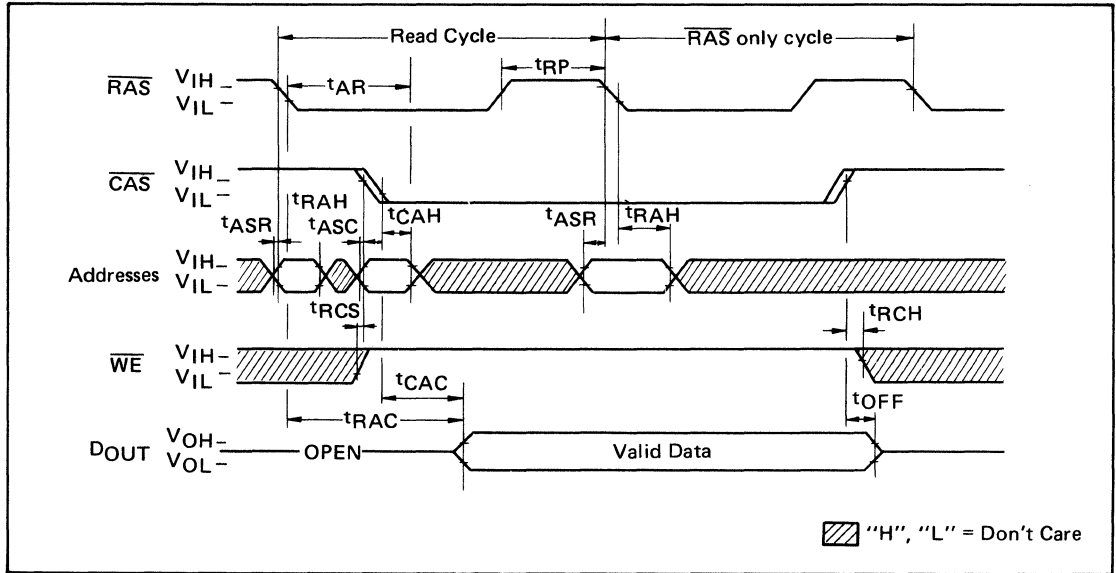 Read Cycle
RAS only cycle
RAS
VIH
VIL
tAR
tRP
CAS
VIH
VIL
tASR
tRAH
tASC
tCAH
tASR
tRAH
Addresses
VIH
VIL
tRCS
tRCH
WE
VIH
VIL
tCAC
tOFF
tRAC
DOUT
VOH
VOL
OPEN
Valid Data
"H", "L" = Don't Care